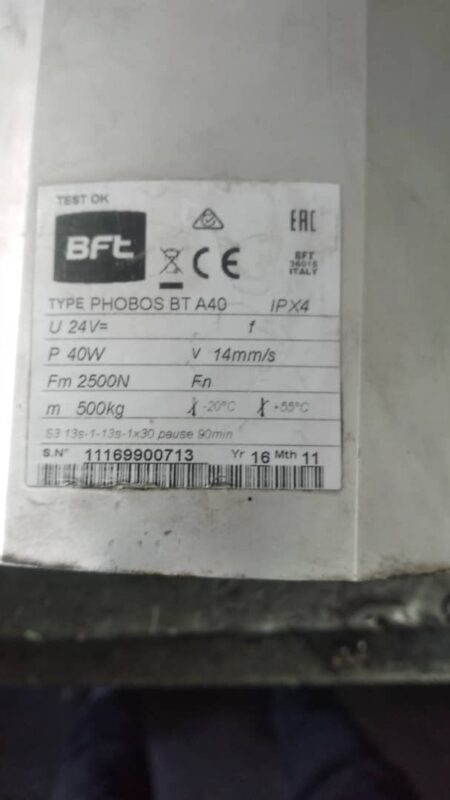 TEST OK
EAC
BFT
BFT
36015
ITALY
CE
TYPE PHOBOS BT A40 IPX4
U 24V= f
P 40W v 14mm/s
Fm 2500N Fn
m 500kg -20°C +55°C
S3 13s-1-13s-1x30 pause 90min
S.N° 11169900713 Yr 16 Mth 11